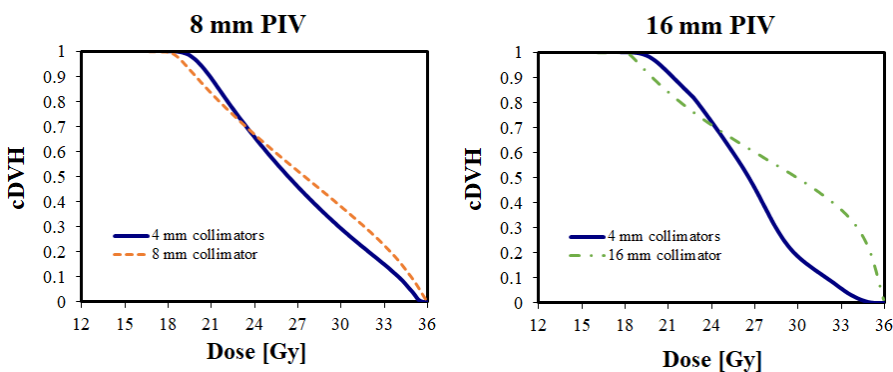 8 mm PIV
cDVH
1
0.9
0.8
0.7
0.6
0.5
0.4
0.3
0.2
0.1
0
4 mm collimators
8 mm collimator
12 15 18 21 24 27 30 33 36
Dose [Gy]
16 mm PIV
cDVH
1
0.9
0.8
0.7
0.6
0.5
0.4
0.3
0.2
0.1
0
4 mm collimators
16 mm collimator
12 15 18 21 24 27 30 33 36
Dose [Gy]